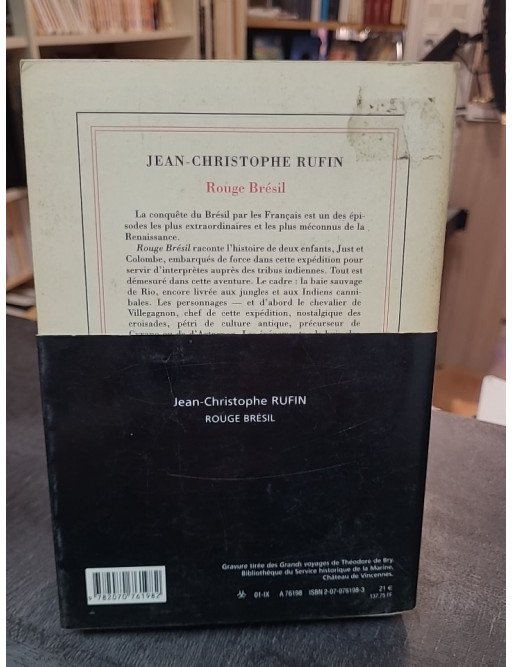 JEAN-CHRISTOPHE RUFIN
Rouge Brésil
La conquête du Brésil par les Français est un des épi-
sodes les plus extraordinaires et les plus méconnus de la
Renaissance.
Rouge Brésil raconte l'histoire de deux enfants, Just et
Colombe, embarqués de force dans cette expédition pour
servir d'interprètes auprès des tribus indiennes. Tout est
démesuré dans cette aventure. Le cadre : la baie sauvage
de Rio, encore livrée aux jungles et aux Indiens canni-
bales. Les personnages — et d'abord le chevalier de
Villegagnon, chef de cette expédition, nostalgique des
croisades, pétri de culture antique, précurseur de
Jean-Christophe RUFIN
ROUGE BRÉSIL
Gravure tirée des Grands voyages de Théodore de Bry.
Bibliothèque du Service historique de la Marine,
Château de Vincennes.
9 782070 761982
01-IX A 76198 ISBN 2-07-076198-3 21 €
137,75 FF